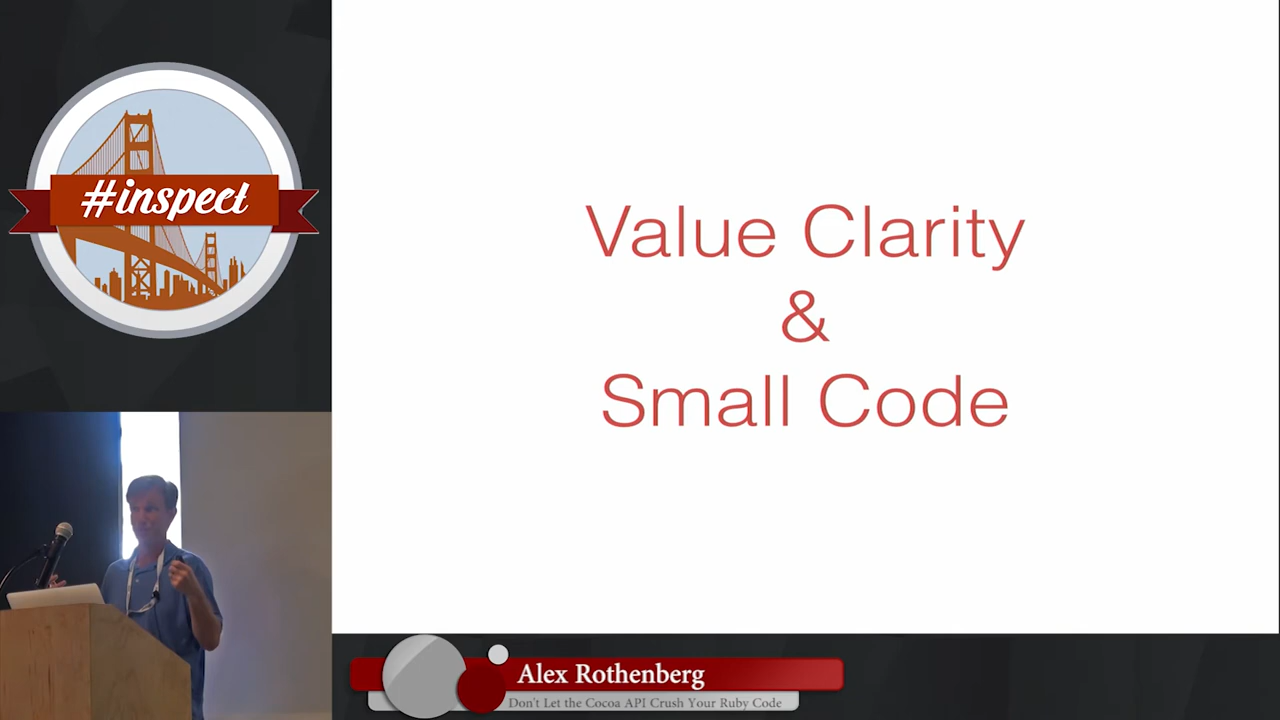 #inspect
Value Clarity
&
Small Code
Alex Rothenberg
Don't Let the Cocoa API Crush Your Ruby Code